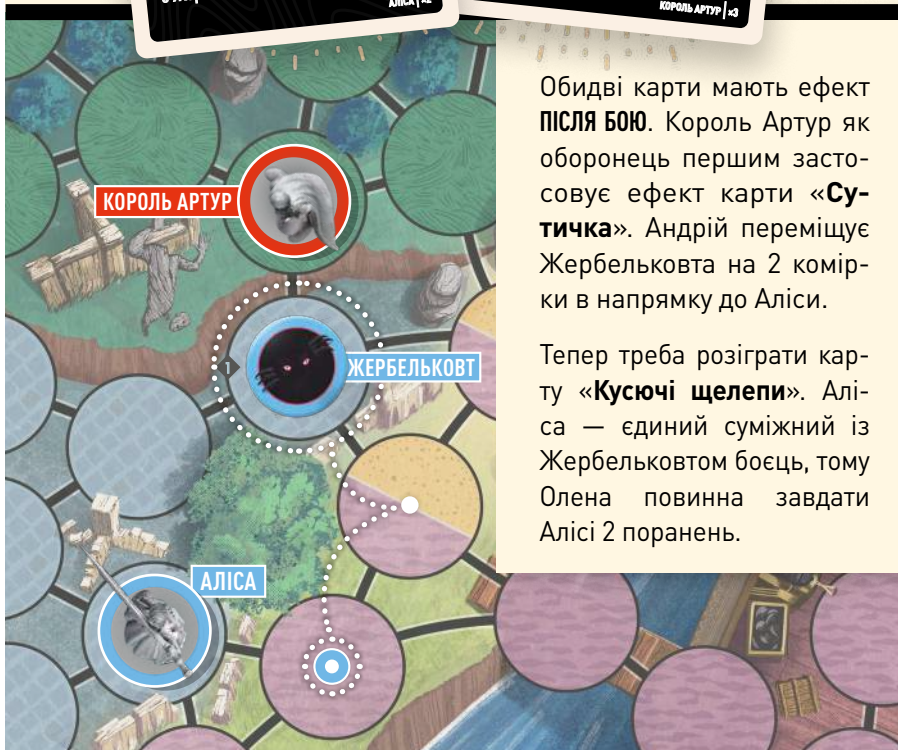 АЛІСА | x2
КОРОЛЬ АРТУР | x3
Обидві карти мають ефект
ПІСЛЯ БОЮ. Король Артур як
оборонець першим засто-
совує ефект карти «Су-
тичка». Андрій переміщує
Жербельковта на 2 комір-
ки в напрямку до Аліси.
Тепер треба розіграти кар-
ту «Кусючі щелепи». Алі-
са — єдиний суміжний із
Жербельковтом боєць, тому
Олена повинна завдати
Алісі 2 поранень.
КОРОЛЬ АРТУР
1
ЖЕРБЕЛЬКОВТ
АЛІСА